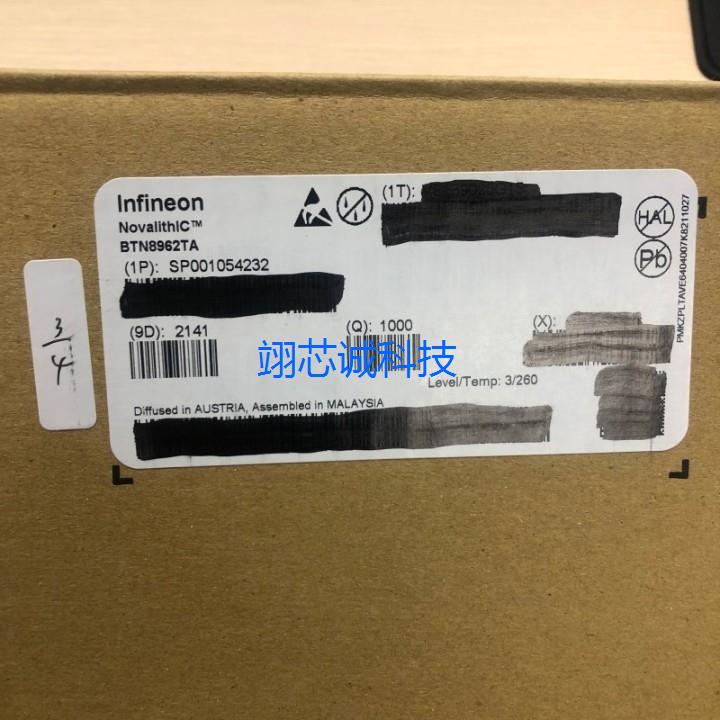 Infineon
NovalithIC™
BTN8962TA
(1P): SP001054232
(1T):
HAL
Pb
PMKZPLTAVE6404007K8211027
(9D): 2141
(Q): 1000
(X):
翊芯诚科技
Level/Temp: 3/260
Diffused in AUSTRIA, Assembled in MALAYSIA
3/4